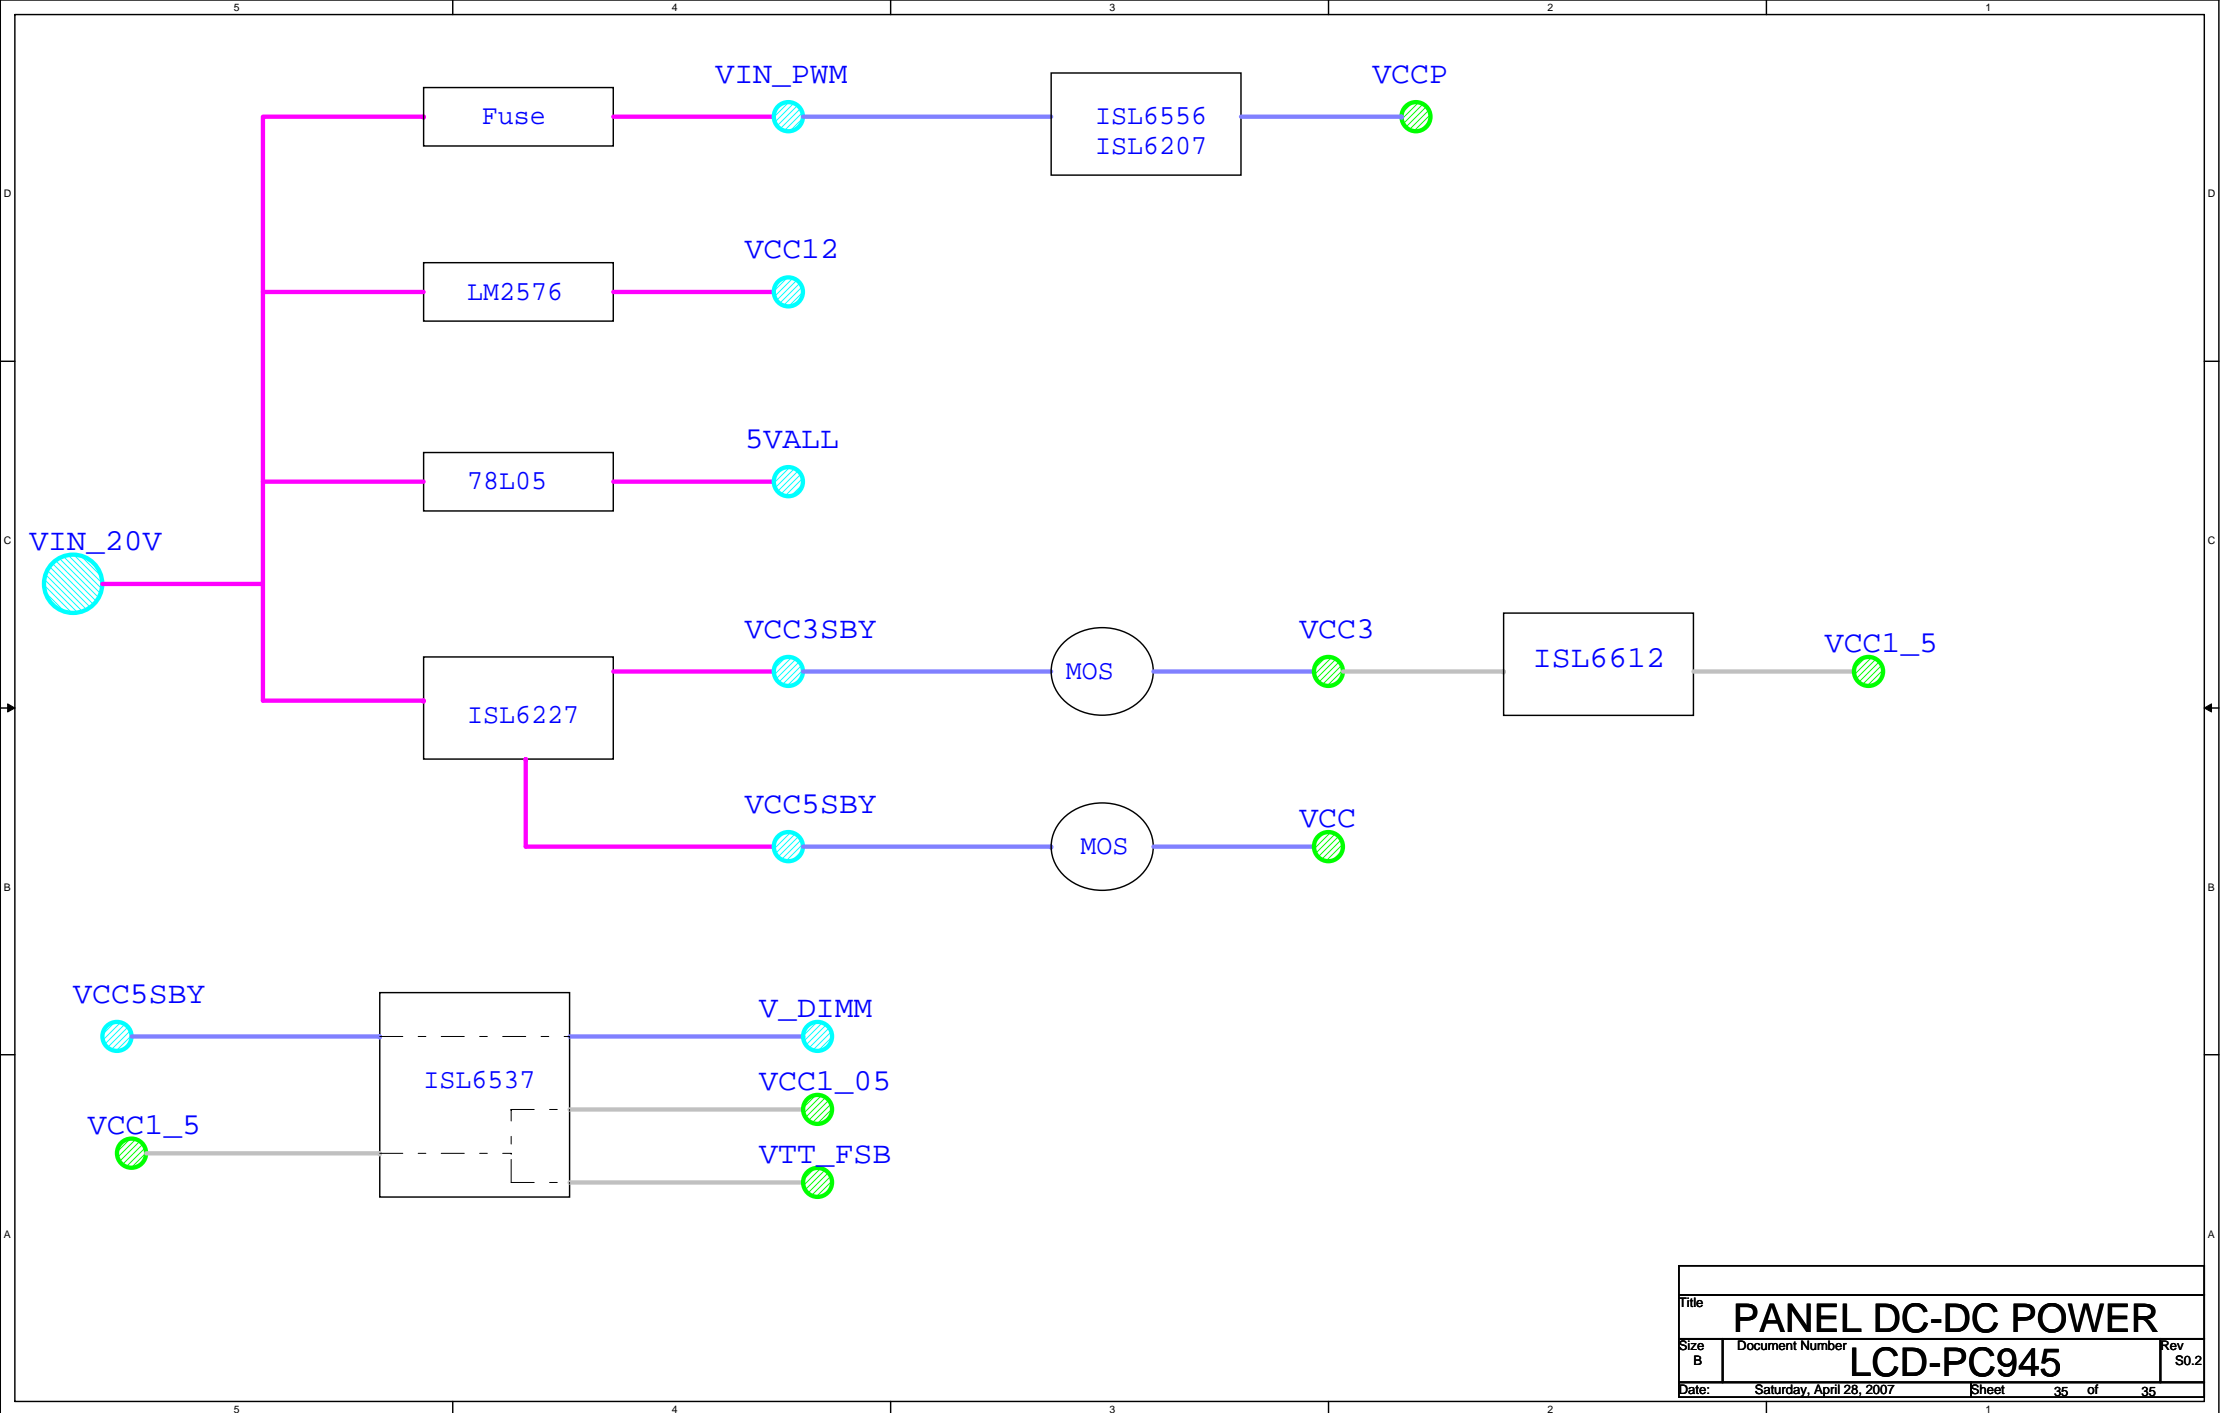 5 4 3 2 1
VIN_PWM VCCP
Fuse ISL6556
ISL6207
D D
VCC12
LM2576
5VALL
78L05
VIN_20V
C C
VCC3SBY VCC3 VCC1_5
MOS ISL6612
ISL6227
VCC5SBY VCC
MOS
B B
VCC5SBY V_DIMM
ISL6537 VCC1_05
VCC1_5
VTT_FSB
A A
Title
PANEL DC-DC POWER
Size Document Number Rev
B LCD-PC945 S0.2
Date: Saturday, April 28, 2007 Sheet 35 of 35
5 4 3 2 1